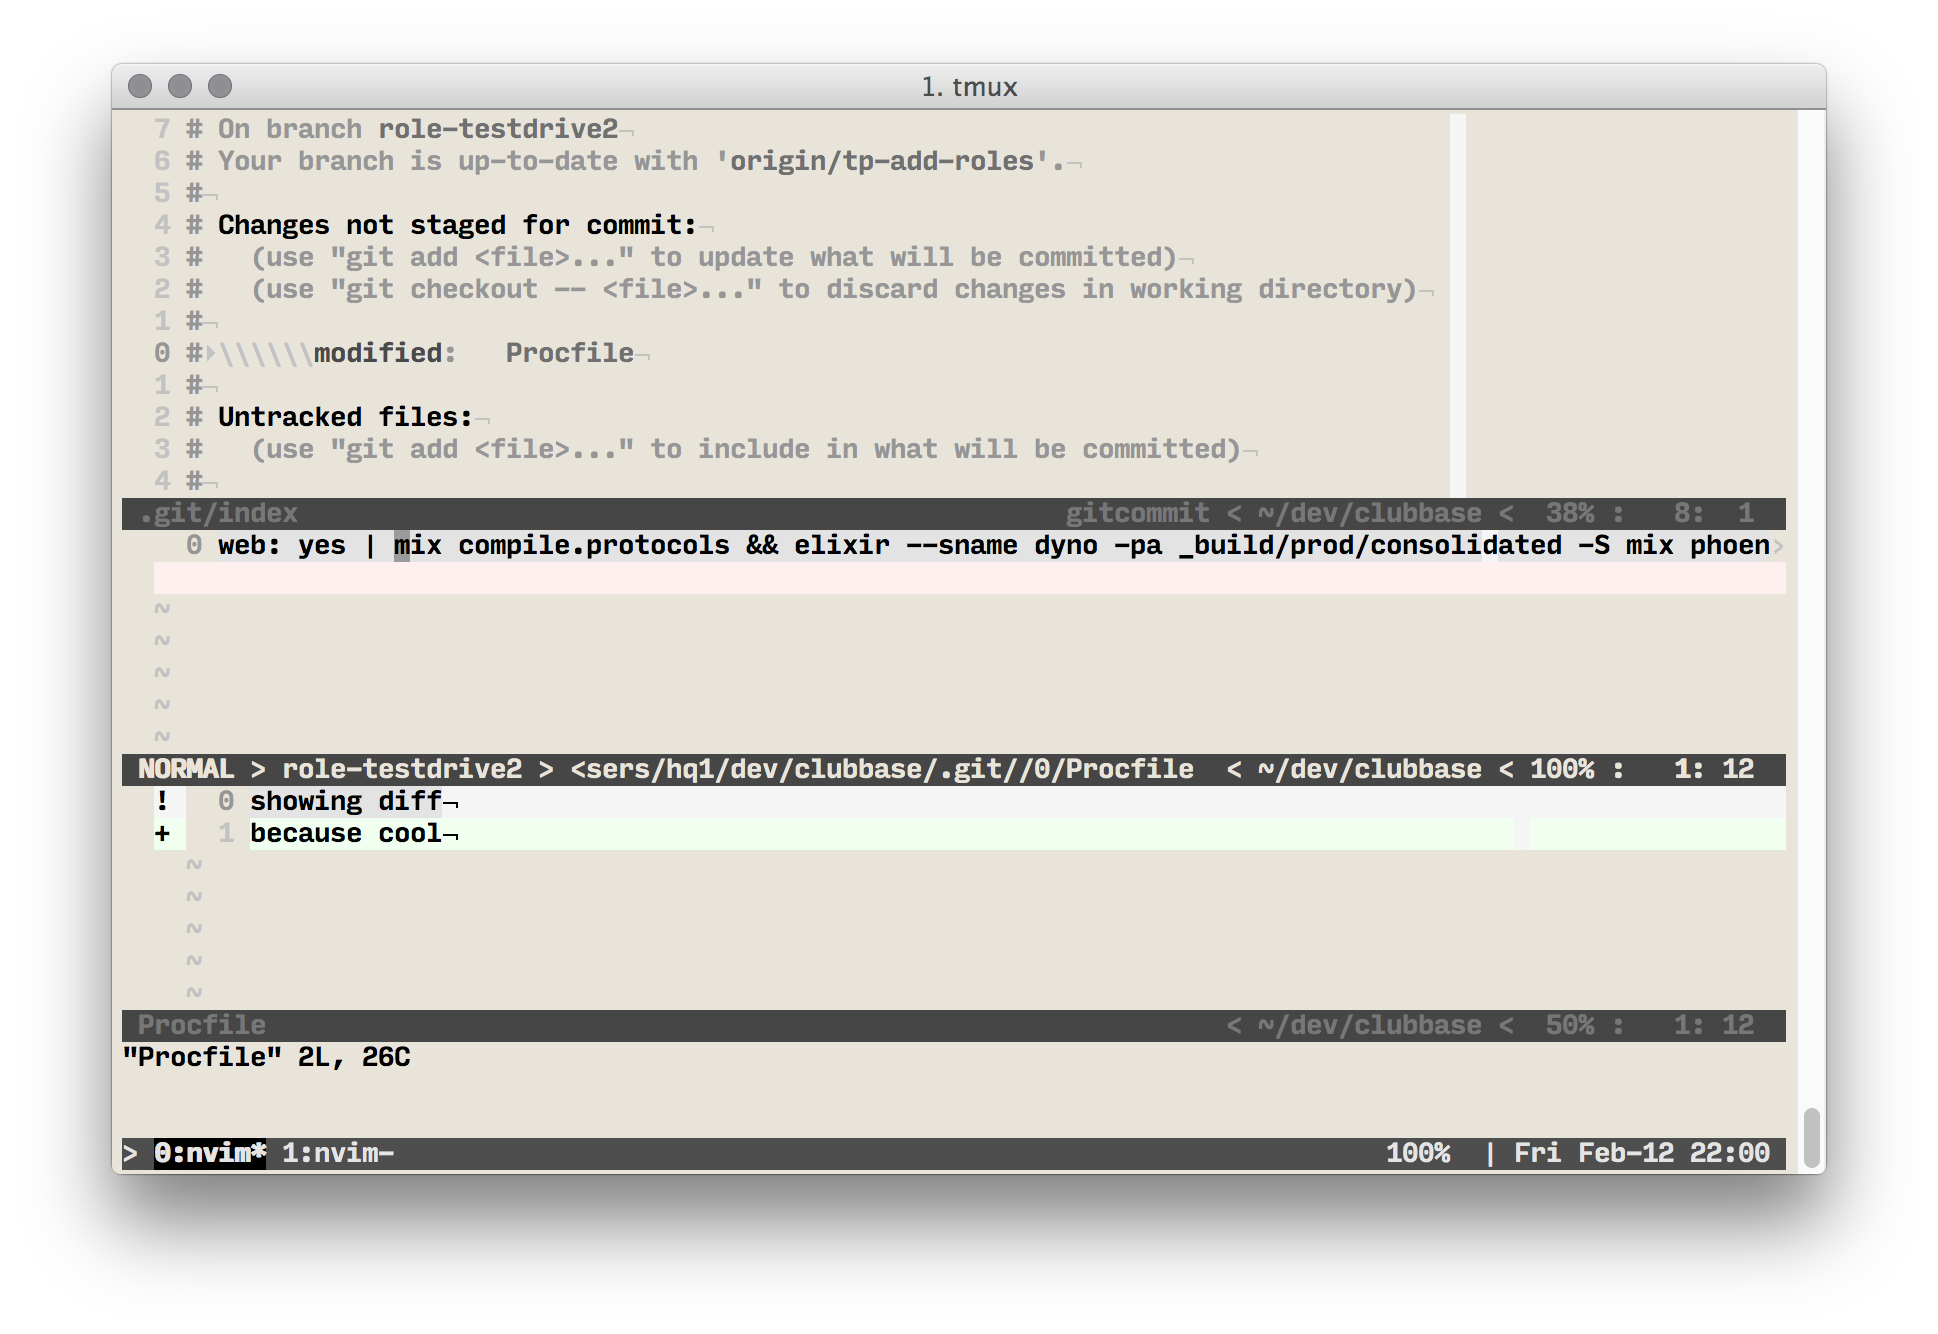 1. tmux
7 # On branch role-testdrive2¬
6 # Your branch is up-to-date with 'origin/tp-add-roles'.¬
5 #¬
4 # Changes not staged for commit:¬
3 #   (use "git add <file>..." to update what will be committed)¬
2 #   (use "git checkout -- <file>..." to discard changes in working directory)¬
1 #¬
0 #▸\\\\\\modified:   Procfile¬
1 #¬
2 # Untracked files:¬
3 #   (use "git add <file>..." to include in what will be committed)¬
4 #¬
.git/index gitcommit < ~/dev/clubbase <  38% :   8:  1
0 web: yes | mix compile.protocols && elixir --sname dyno -pa _build/prod/consolidated -S mix phoen>
~
~
~
~
~
NORMAL > role-testdrive2 > <sers/hq1/dev/clubbase/.git//0/Procfile  < ~/dev/clubbase < 100% :   1: 12
!   0 showing diff¬
+   1 because cool¬
~
~
~
~
~
Procfile < ~/dev/clubbase <  50% :   1: 12
"Procfile" 2L, 26C
> 0:nvim* 1:nvim- 100%  | Fri Feb-12 22:00